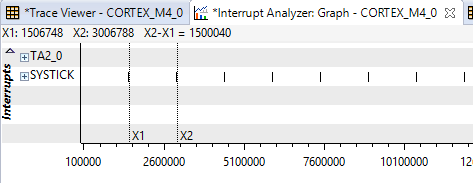 *Trace Viewer - CORTEX_M4_0 *Interrupt Analyzer: Graph - CORTEX_M4_0
X1: 1506748 X2: 3006788 X2-X1 = 1500040
Interrupts
TA2_0
SYSTICK
X1 X2
100000 2600000 5100000 7600000 10100000 12